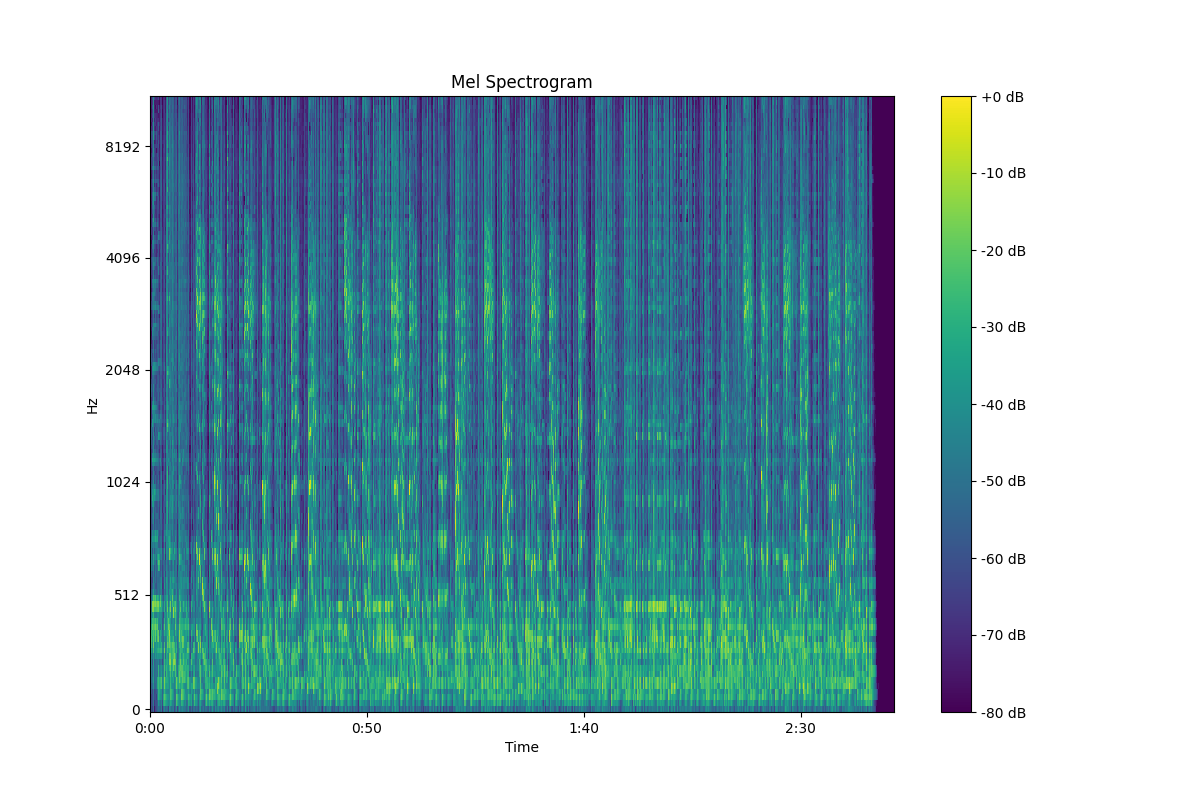 Mel Spectrogram
+0 dB
8192
-10 dB
-20 dB
4096
-30 dB
2048
Hz
-40 dB
1024
-50 dB
-60 dB
512
-70 dB
0
-80 dB
0:00
0:50
1:40
2:30
Time